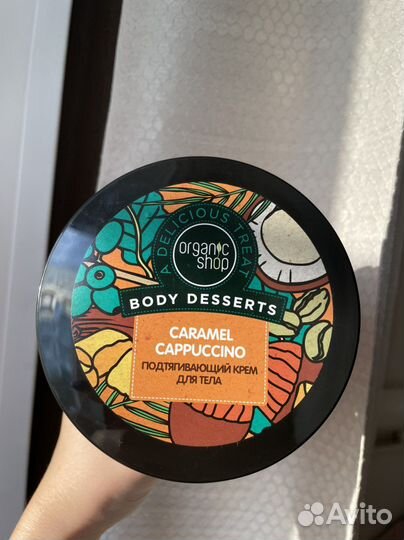 A DELICIOUS TREAT
organic
shop
BODY DESSERTS
CARAMEL
CAPPUCCINO
ПОДТЯГИВАЮЩИЙ КРЕМ
ДЛЯ ТЕЛА
Avito